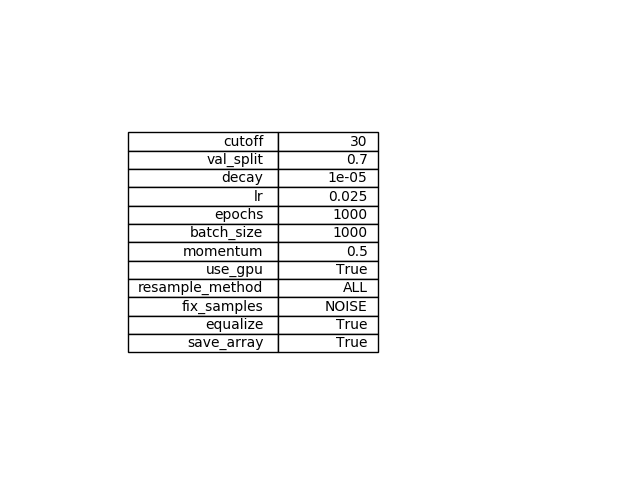 cutoff 30
val_split 0.7
decay 1e-05
lr 0.025
epochs 1000
batch_size 1000
momentum 0.5
use_gpu True
resample_method ALL
fix_samples NOISE
equalize True
save_array True